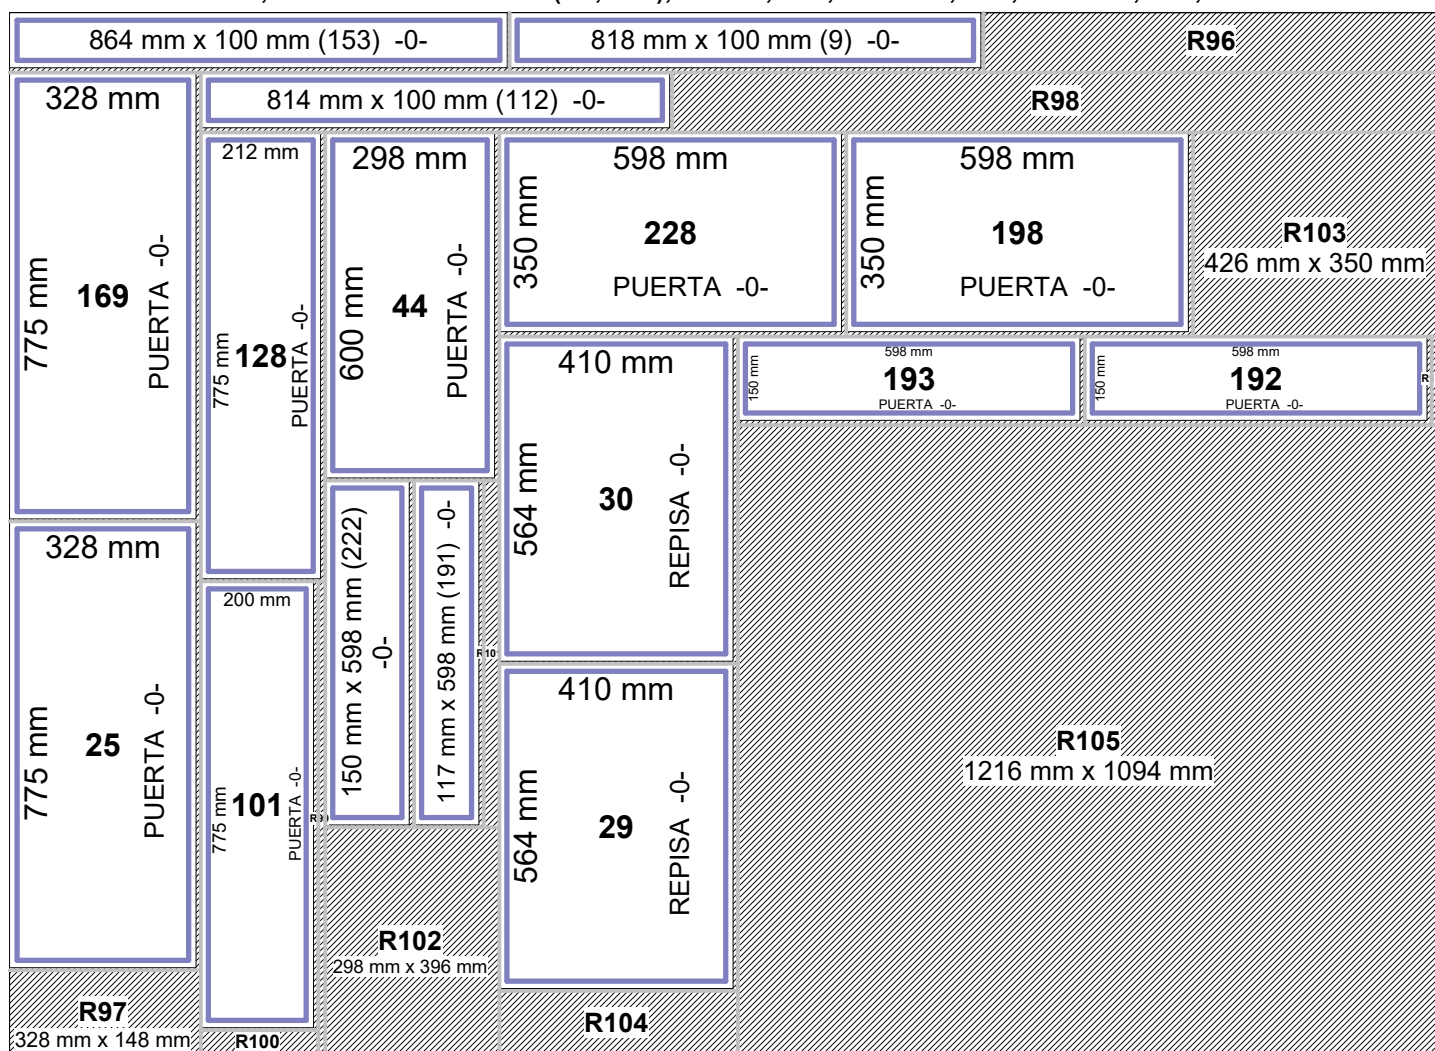 864 mm x 100 mm (153) -0-
818 mm x 100 mm (9) -0-
R96
328 mm
775 mm
169
PUERTA -0-
814 mm x 100 mm (112) -0-
R98
212 mm
775 mm
128
PUERTA -0-
298 mm
600 mm
44
PUERTA -0-
598 mm
350 mm
228
PUERTA -0-
598 mm
350 mm
198
PUERTA -0-
R103
426 mm x 350 mm
410 mm
564 mm
30
REPISA -0-
598 mm
150 mm
193
PUERTA -0-
598 mm
150 mm
192
PUERTA -0-
R
328 mm
775 mm
25
PUERTA -0-
200 mm
775 mm
101
PUERTA -0-
150 mm x 598 mm (222)
-0-
117 mm x 598 mm (191) -0-
R10
410 mm
564 mm
29
REPISA -0-
R105
1216 mm x 1094 mm
R102
298 mm x 396 mm
R97
328 mm x 148 mm
R100
R104